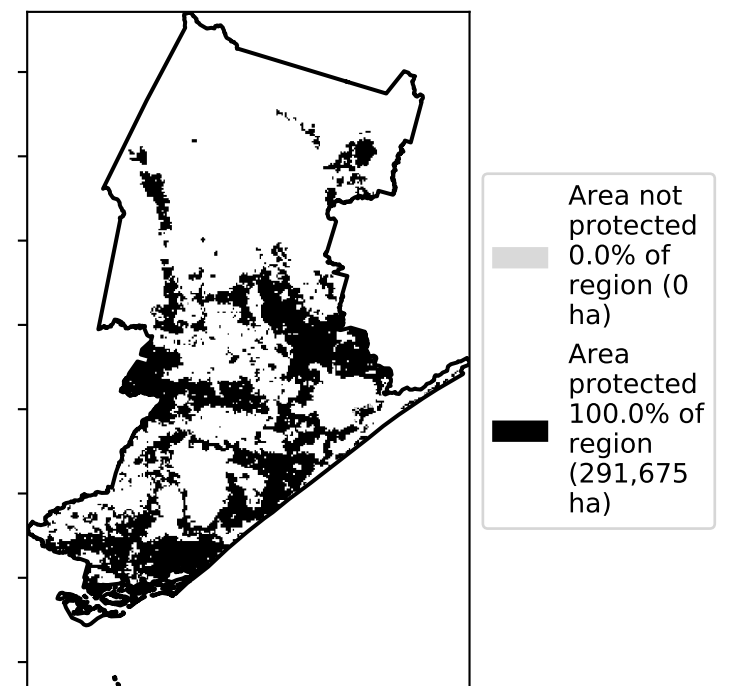 Area not
protected
0.0% of
region (0
ha)
Area
protected
100.0% of
region
(291,675
ha)